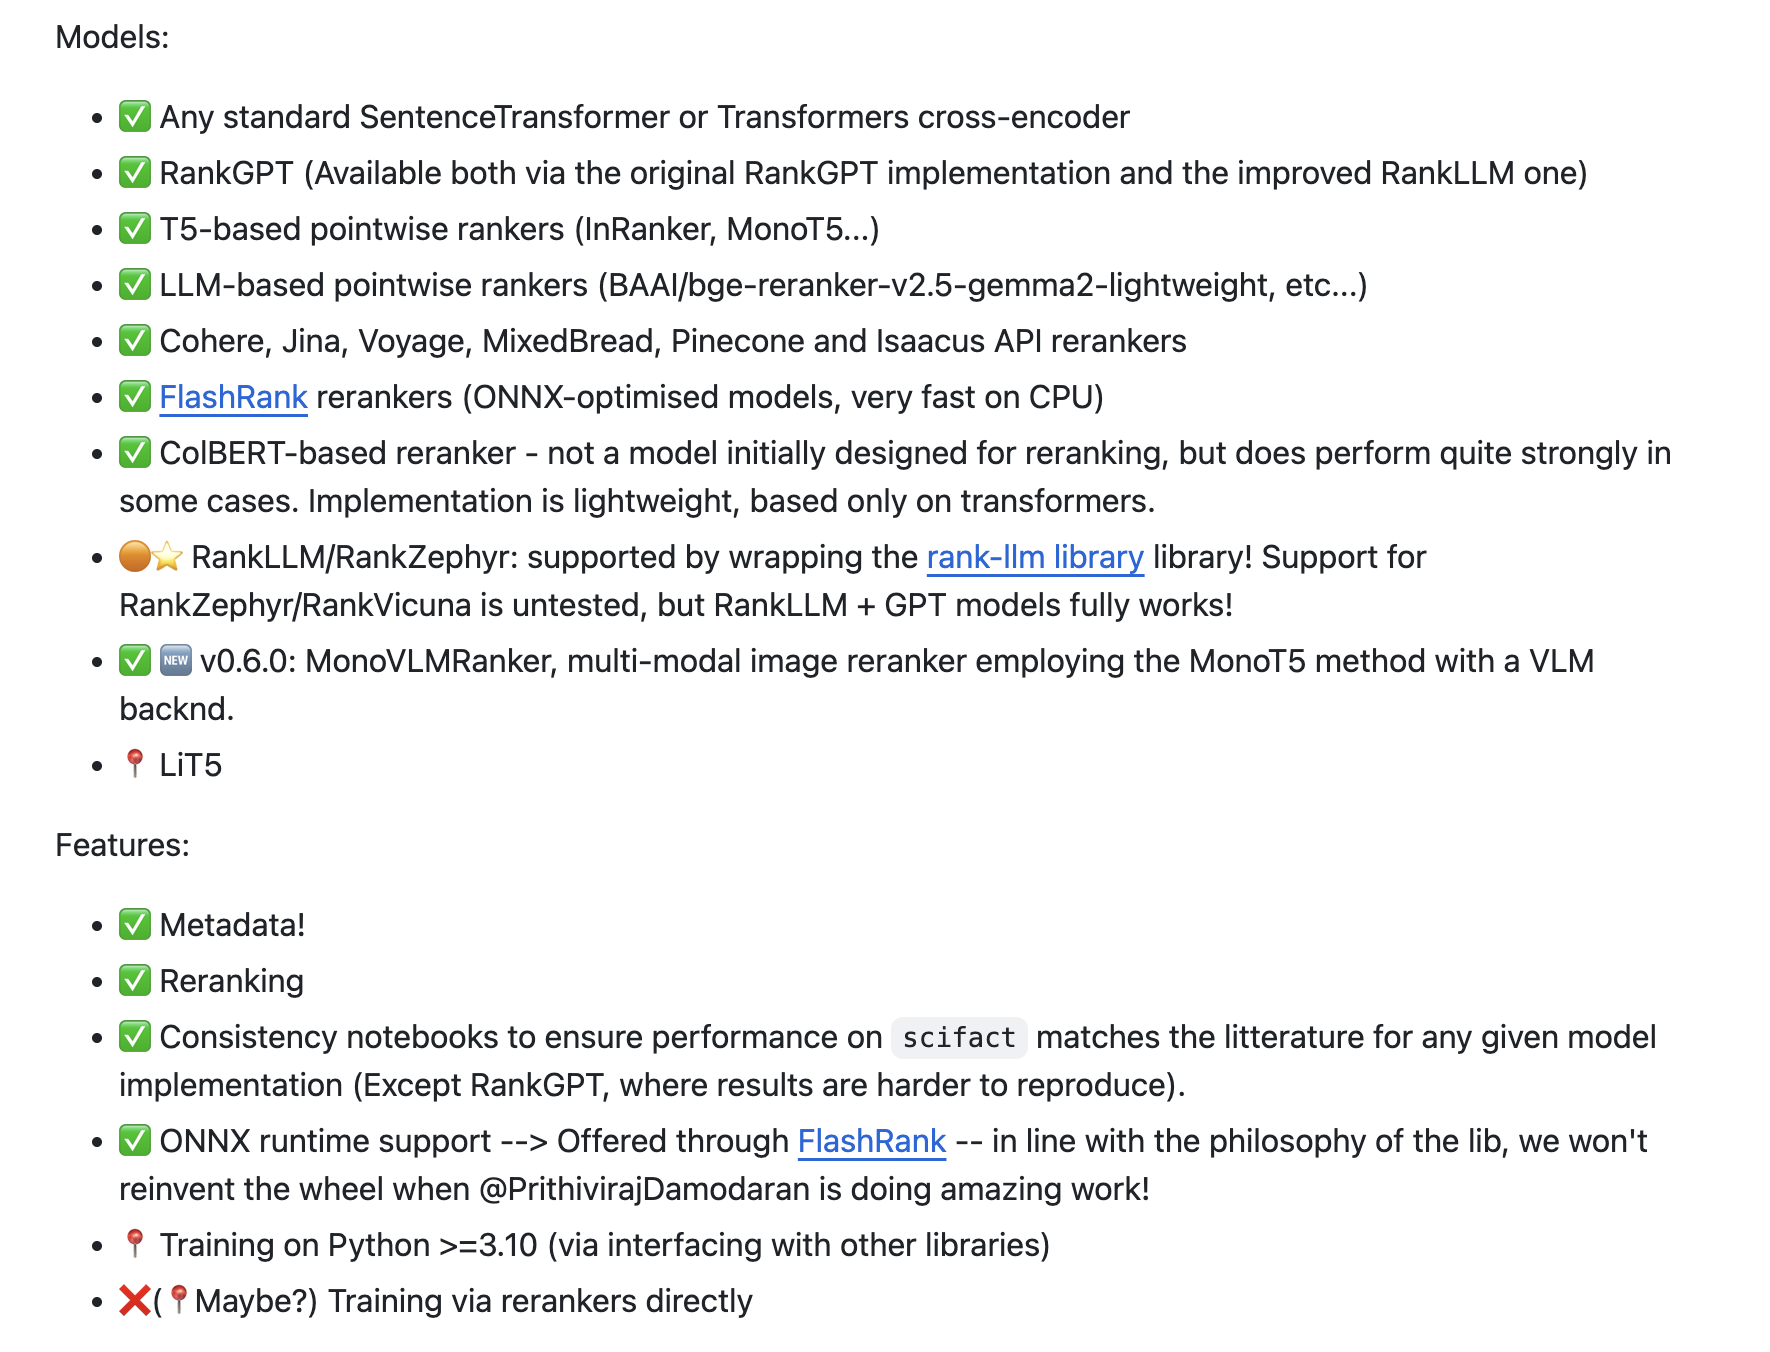 Models:
• ✅ Any standard SentenceTransformer or Transformers cross-encoder
• ✅ RankGPT (Available both via the original RankGPT implementation and the improved RankLLM one)
• ✅ T5-based pointwise rankers (InRanker, MonoT5...)
• ✅ LLM-based pointwise rankers (BAAI/bge-reranker-v2.5-gemma2-lightweight, etc...)
• ✅ Cohere, Jina, Voyage, MixedBread, Pinecone and Isaacus API rerankers
• ✅ FlashRank rerankers (ONNX-optimised models, very fast on CPU)
• ✅ ColBERT-based reranker - not a model initially designed for reranking, but does perform quite strongly in
some cases. Implementation is lightweight, based only on transformers.
• 🟠⭐ RankLLM/RankZephyr: supported by wrapping the rank-llm library library! Support for
RankZephyr/RankVicuna is untested, but RankLLM + GPT models fully works!
• ✅ 🆕 v0.6.0: MonoVLMRanker, multi-modal image reranker employing the MonoT5 method with a VLM
backnd.
• 📍 LiT5
Features:
• ✅ Metadata!
• ✅ Reranking
• ✅ Consistency notebooks to ensure performance on scifact matches the litterature for any given model
implementation (Except RankGPT, where results are harder to reproduce).
• ✅ ONNX runtime support --> Offered through FlashRank -- in line with the philosophy of the lib, we won't
reinvent the wheel when @PrithivirajDamodaran is doing amazing work!
• 📍 Training on Python >=3.10 (via interfacing with other libraries)
• ❌(📍Maybe?) Training via rerankers directly